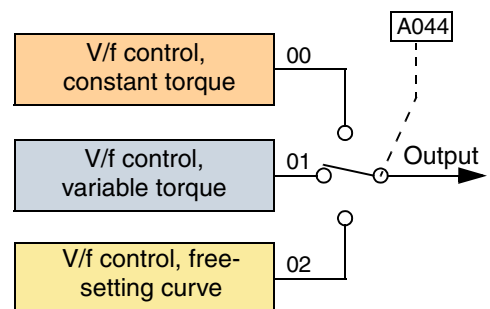 A044
V/f control,
constant torque
00
V/f control,
variable torque
01
Output
V/f control, free-
setting curve
02